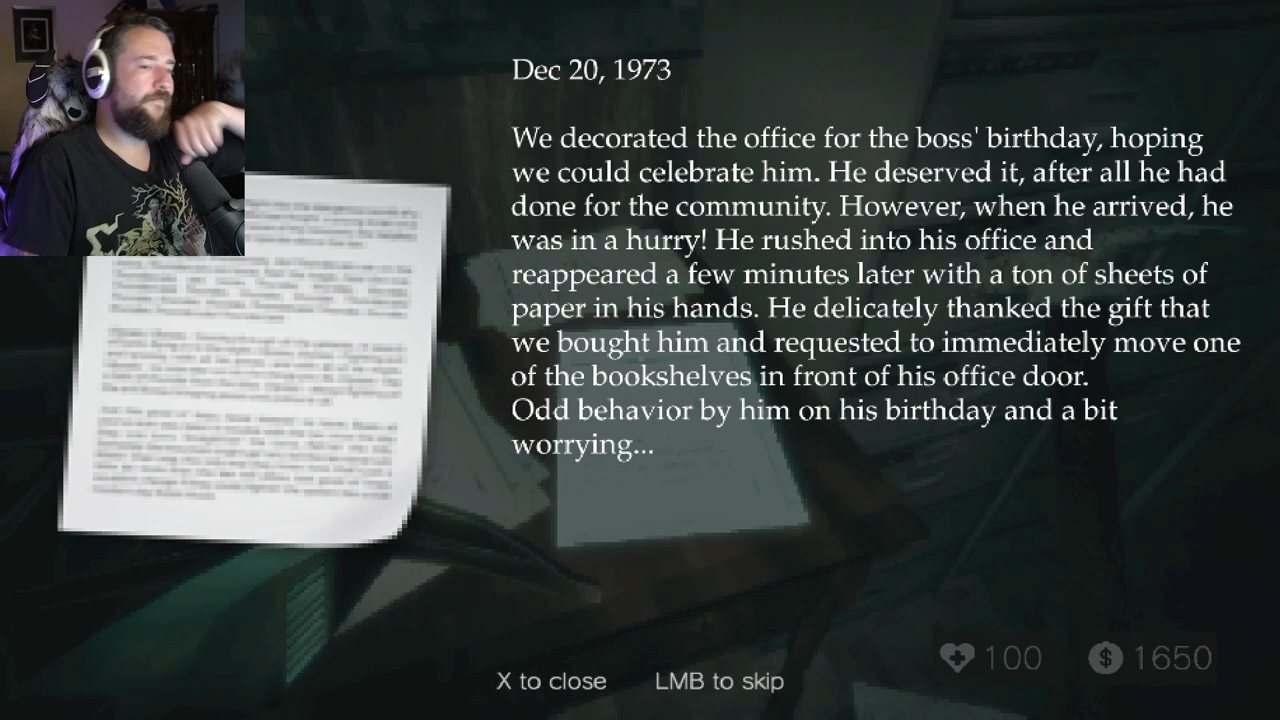 Dec 20, 1973
We decorated the office for the boss' birthday, hoping
we could celebrate him. He deserved it, after all he had
done for the community. However, when he arrived, he
was in a hurry! He rushed into his office and
reappeared a few minutes later with a ton of sheets of
paper in his hands. He delicately thanked the gift that
we bought him and requested to immediately move one
of the bookshelves in front of his office door.
Odd behavior by him on his birthday and a bit
worrying...
100
1650
X to close
LMB to skip